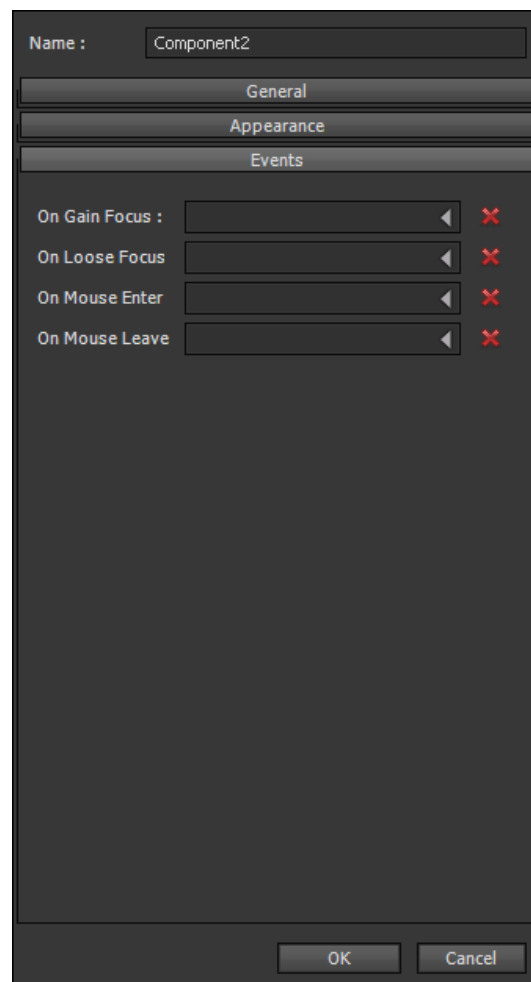 Name :
Component2
General
Appearance
Events
On Gain Focus :
On Loose Focus
On Mouse Enter
On Mouse Leave
OK
Cancel